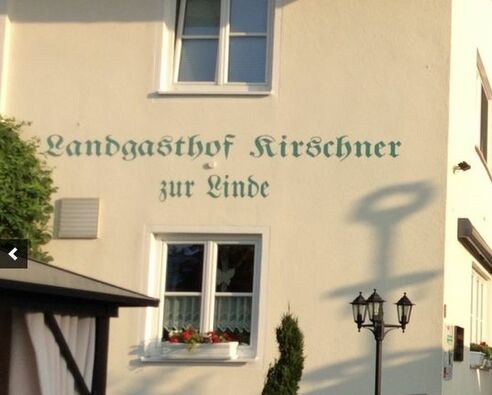 Landgasthof Kirschner
zur Linde